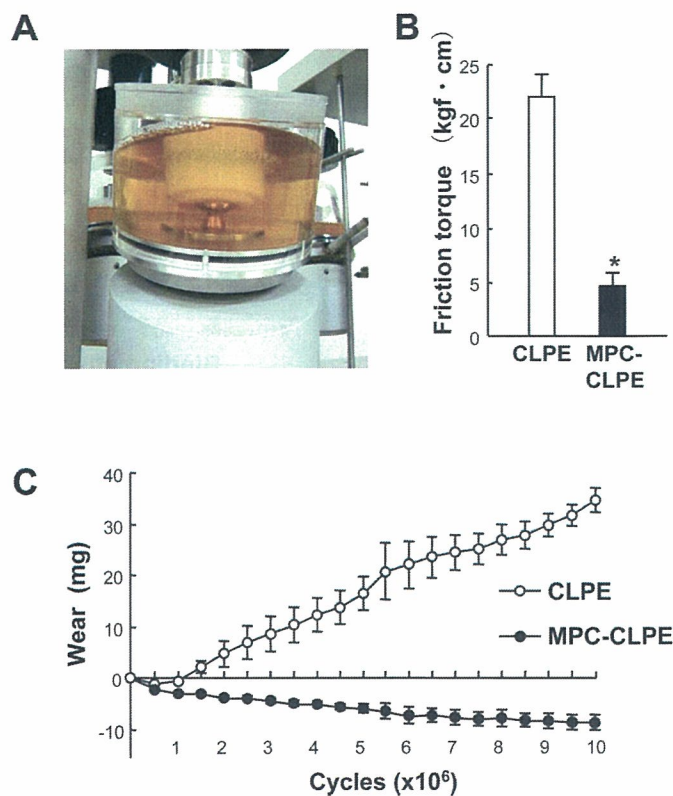 A
B
Friction torque (kgf・cm)
25
20
15
10
5
0
*
CLPE
MPC-
CLPE
C
Wear (mg)
40
30
20
10
0
-10
CLPE
MPC-CLPE
1 2 3 4 5 6 7 8 9 10
Cycles (x10⁶)